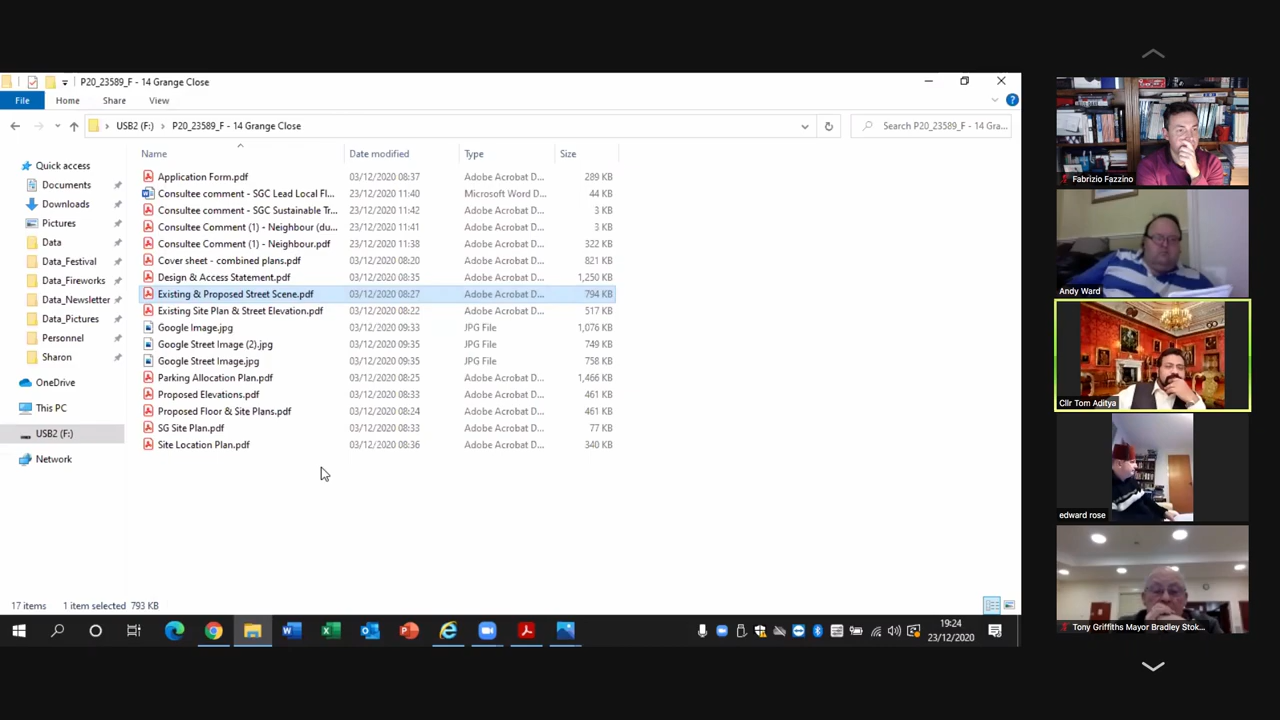 P20_23589_F - 14 Grange Close
File Home Share View
USB2 (F:) P20_23589_F - 14 Grange Close
Search P20_23589_F - 14 Gra...
Name Date modified Type Size
Quick access
Documents
Downloads
Pictures
Data
Data_Festival
Data_Fireworks
Data_Newsletter
Data_Pictures
Personnel
Sharon
OneDrive
This PC
USB2 (F:)
Network
Application Form.pdf 03/12/2020 08:37 Adobe Acrobat D... 289 KB
Consultee comment - SGC Lead Local Fl... 23/12/2020 11:40 Microsoft Word D... 44 KB
Consultee comment - SGC Sustainable Tr... 23/12/2020 11:42 Adobe Acrobat D... 3 KB
Consultee Comment (1) - Neighbour (du... 23/12/2020 11:41 Adobe Acrobat D... 3 KB
Consultee Comment (1) - Neighbour.pdf 23/12/2020 11:38 Adobe Acrobat D... 322 KB
Cover sheet - combined plans.pdf 03/12/2020 08:20 Adobe Acrobat D... 821 KB
Design & Access Statement.pdf 03/12/2020 08:35 Adobe Acrobat D... 1,250 KB
Existing & Proposed Street Scene.pdf 03/12/2020 08:27 Adobe Acrobat D... 794 KB
Existing Site Plan & Street Elevation.pdf 03/12/2020 08:22 Adobe Acrobat D... 517 KB
Google Image.jpg 03/12/2020 09:33 JPG File 1,076 KB
Google Street Image (2).jpg 03/12/2020 09:35 JPG File 749 KB
Google Street Image.jpg 03/12/2020 09:35 JPG File 758 KB
Parking Allocation Plan.pdf 03/12/2020 08:25 Adobe Acrobat D... 1,466 KB
Proposed Elevations.pdf 03/12/2020 08:33 Adobe Acrobat D... 461 KB
Proposed Floor & Site Plans.pdf 03/12/2020 08:24 Adobe Acrobat D... 461 KB
SG Site Plan.pdf 03/12/2020 08:33 Adobe Acrobat D... 77 KB
Site Location Plan.pdf 03/12/2020 08:36 Adobe Acrobat D... 340 KB
17 items 1 item selected 793 KB
19:24
23/12/2020
Fabrizio Fazzino
Andy Ward
Cllr Tom Aditya
edward rose
Tony Griffiths Mayor Bradley Stok...